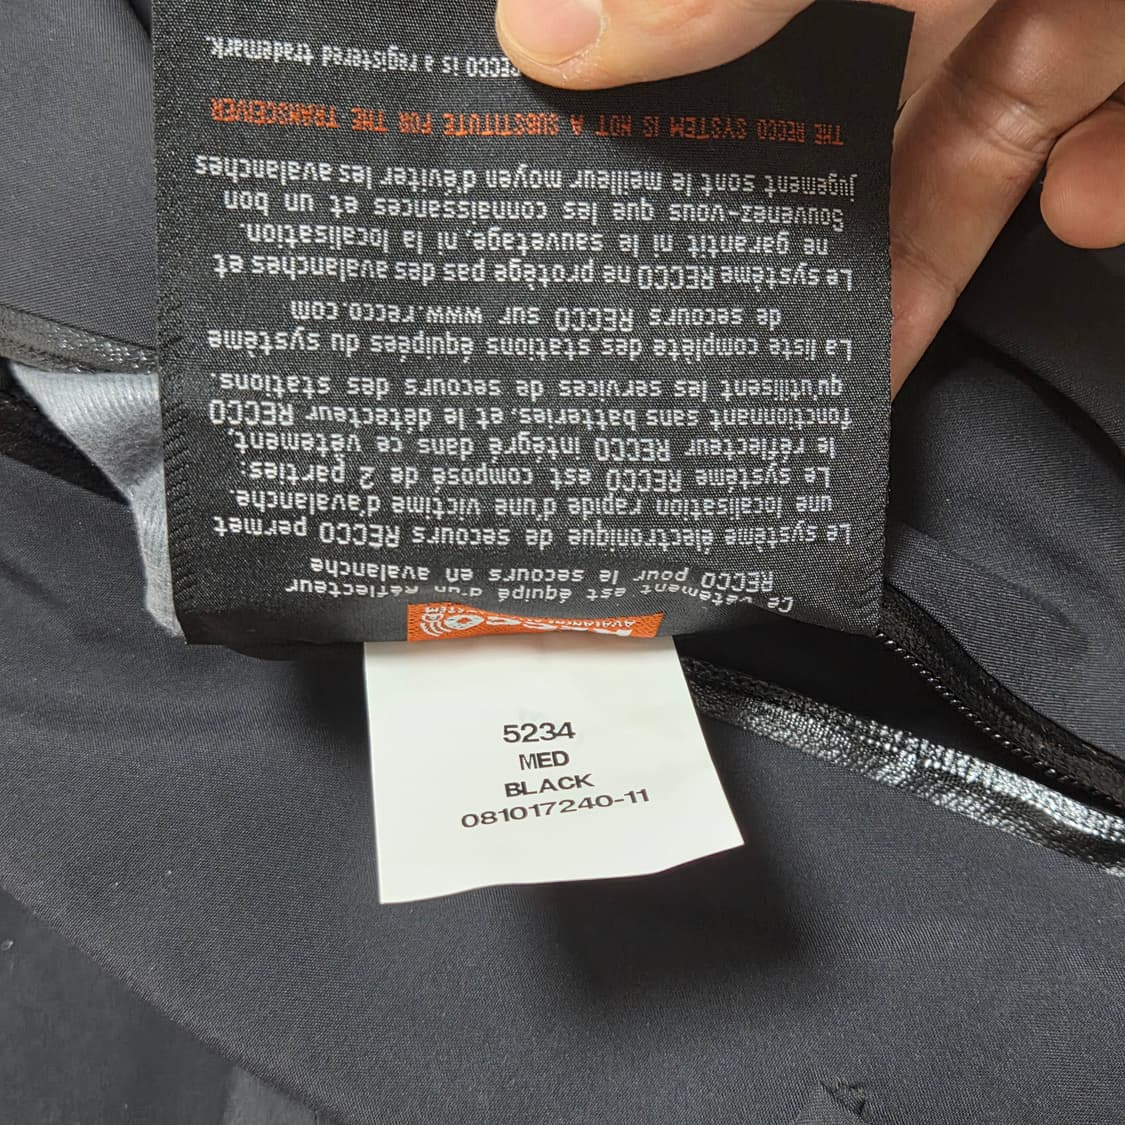 Ce vêtement est équipé d'un Réflecteur
RECCO pour le secours en avalanche
Le système électronique de secours RECCO permet
une localisation rapide d'une victime d'avalanche.
Le systéme RECCO est composé de 2 parties:
le réflecteur RECCO intégré dans ce vêtement,
fonctionnant sans batteries, et le détecteur RECCO
qu'utilisent les services de secours des stations.
La liste complète des stations équipées du système
de secours RECCO sur www.recco.com
Le système RECCO ne protège pas des avalanches et
ne garantit ni le sauvetage, ni la localisation.
Souvenez-vous que les connaissances et un bon
jugement sont le meilleur moyen d'éviter les avalanches
THE RECCO SYSTEM IS NOT A SUBSTITUTE FOR THE TRANSCEIVER
RECCO is a registered trademark.
5234
MED
BLACK
081017240-11